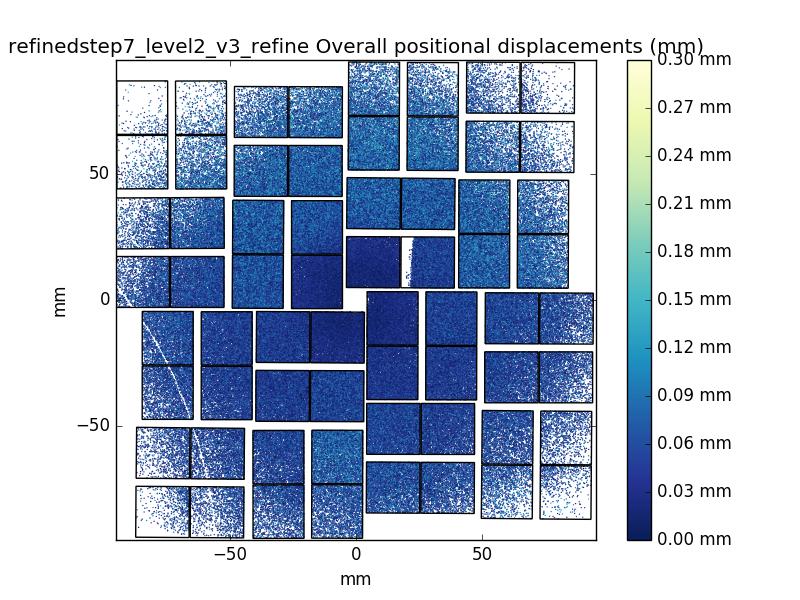 refinedstep7_level2_v3_refine Overall positional displacements (mm)
0.30 mm
0.27 mm
0.24 mm
0.21 mm
0.18 mm
0.15 mm
0.12 mm
0.09 mm
0.06 mm
0.03 mm
0.00 mm
50
0
−50
mm
−50
0
50
mm